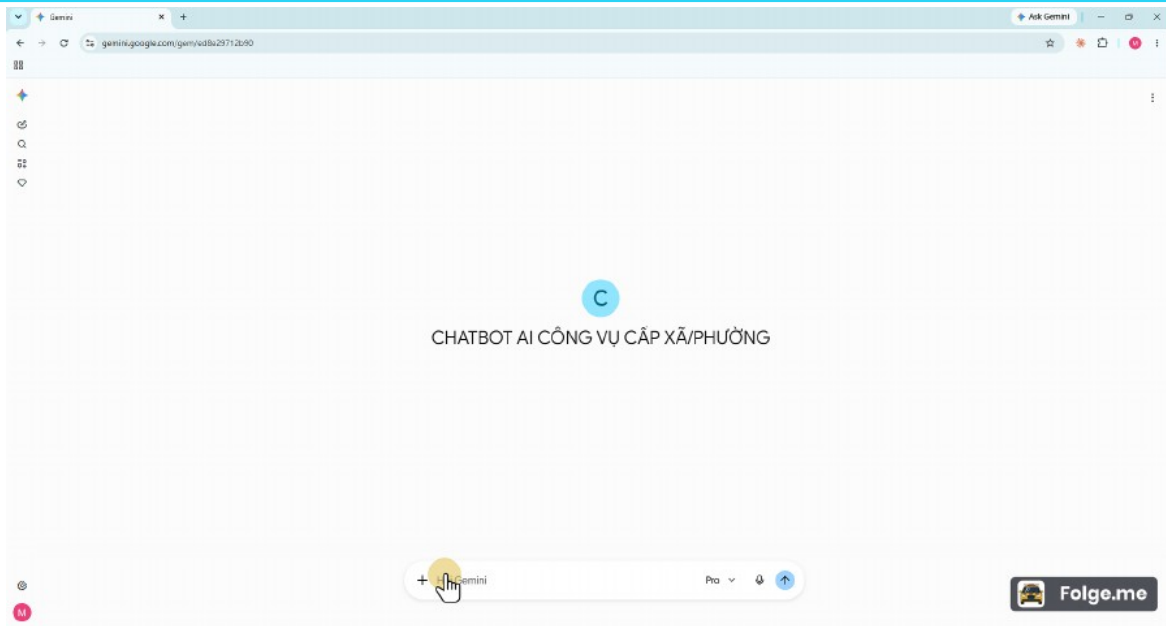 Gemini
Ask Gemini
gemini.google.com/gem/ed8a29712b90
M
C
CHATBOT AI CÔNG VỤ CẤP XÃ/PHƯỜNG
Gemini
Pro
M
Folge.me